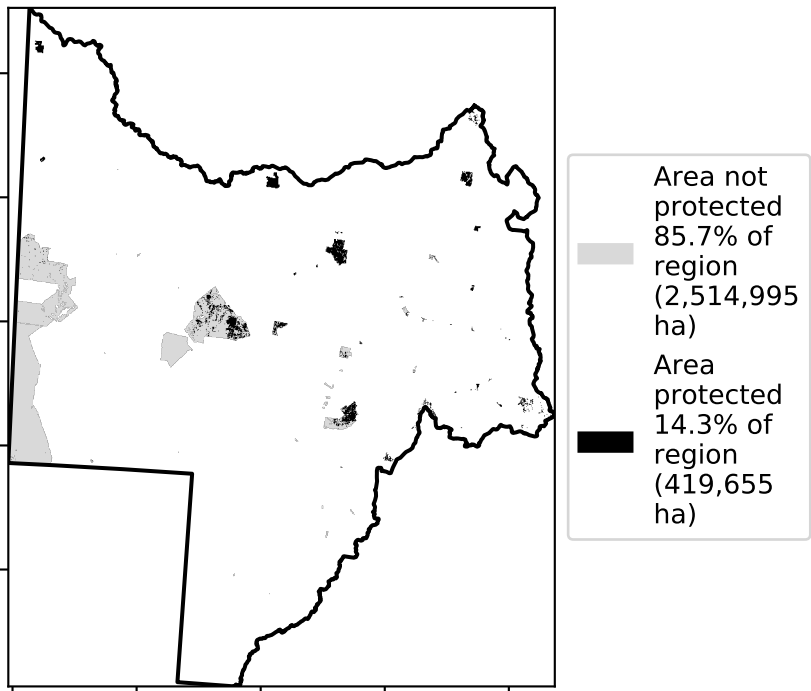 Area not
protected
85.7% of
region
(2,514,995
ha)
Area
protected
14.3% of
region
(419,655
ha)